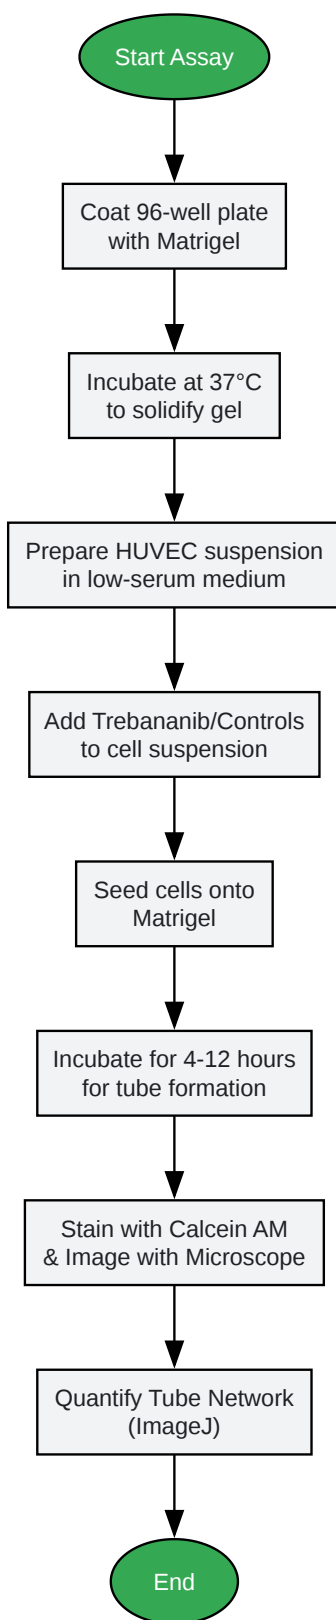 Start Assay
Coat 96-well plate
with Matrigel
Incubate at 37°C
to solidify gel
Prepare HUVEC suspension
in low-serum medium
Add Trebananib/Controls
to cell suspension
Seed cells onto
Matrigel
Incubate for 4-12 hours
for tube formation
Stain with Calcein AM
& Image with Microscope
Quantify Tube Network
(ImageJ)
End